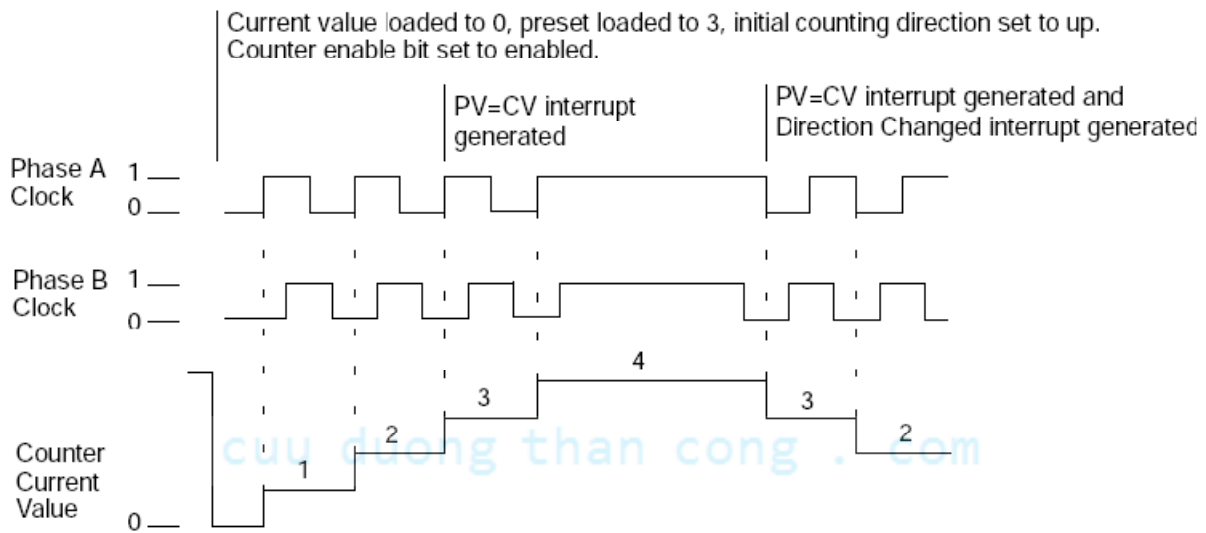 Current value loaded to 0, preset loaded to 3, initial counting direction set to up.
Counter enable bit set to enabled.
PV=CV interrupt
generated
PV=CV interrupt generated and
Direction Changed interrupt generated
Phase A
Clock
1
0
Phase B
Clock
1
0
4
3
3
2
2
1
cuu duong than cong . com
Counter
Current
Value
0